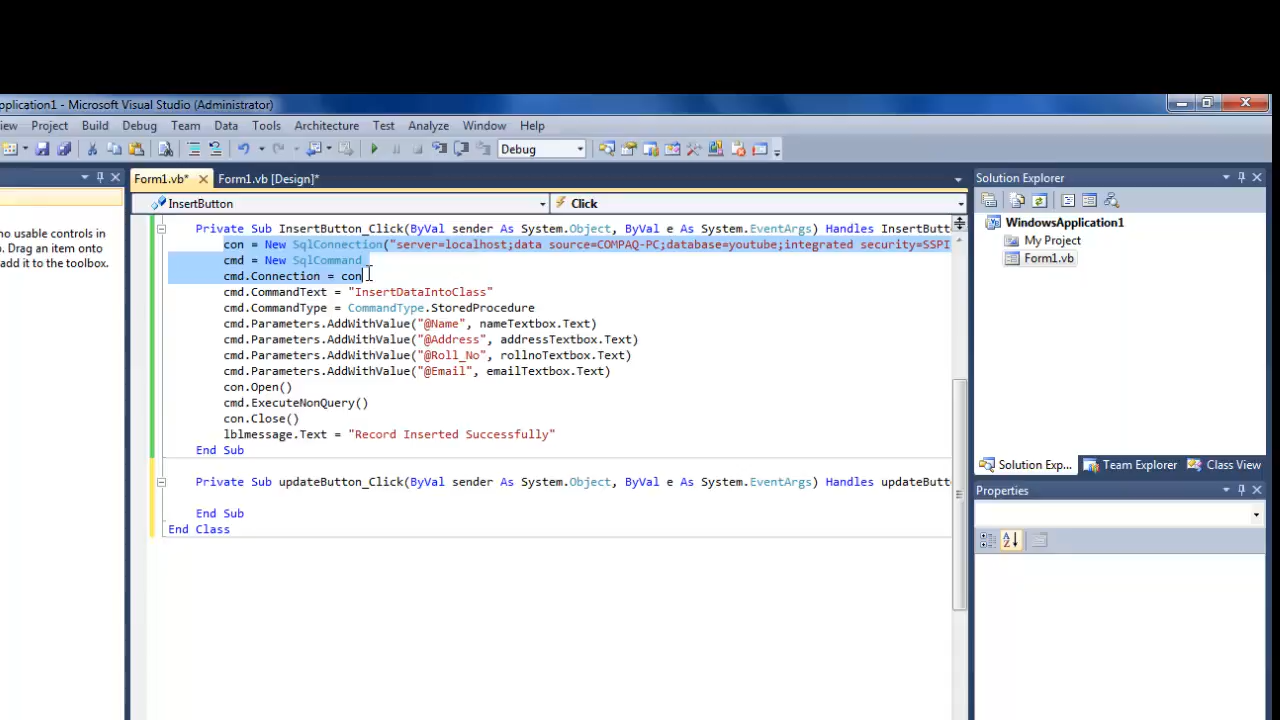 pplication1 - Microsoft Visual Studio (Administrator)
iew Project Build Debug Team Data Tools Architecture Test Analyze Window Help
Debug
Form1.vb* Form1.vb [Design]*
Solution Explorer
InsertButton Click
WindowsApplication1
My Project
Form1.vb
no usable controls in
o. Drag an item onto
add it to the toolbox.
Private Sub InsertButton_Click(ByVal sender As System.Object, ByVal e As System.EventArgs) Handles InsertButt
con = New SqlConnection("server=localhost;data source=COMPAQ-PC;database=youtube;integrated security=SSPI
cmd = New SqlCommand
cmd.Connection = con
cmd.CommandText = "InsertDataIntoClass"
cmd.CommandType = CommandType.StoredProcedure
cmd.Parameters.AddWithValue("@Name", nameTextbox.Text)
cmd.Parameters.AddWithValue("@Address", addressTextbox.Text)
cmd.Parameters.AddWithValue("@Roll_No", rollnoTextbox.Text)
cmd.Parameters.AddWithValue("@Email", emailTextbox.Text)
con.Open()
cmd.ExecuteNonQuery()
con.Close()
lblmessage.Text = "Record Inserted Successfully"
End Sub
Private Sub updateButton_Click(ByVal sender As System.Object, ByVal e As System.EventArgs) Handles updateButt
End Sub
End Class
Solution Exp... Team Explorer Class View
Properties